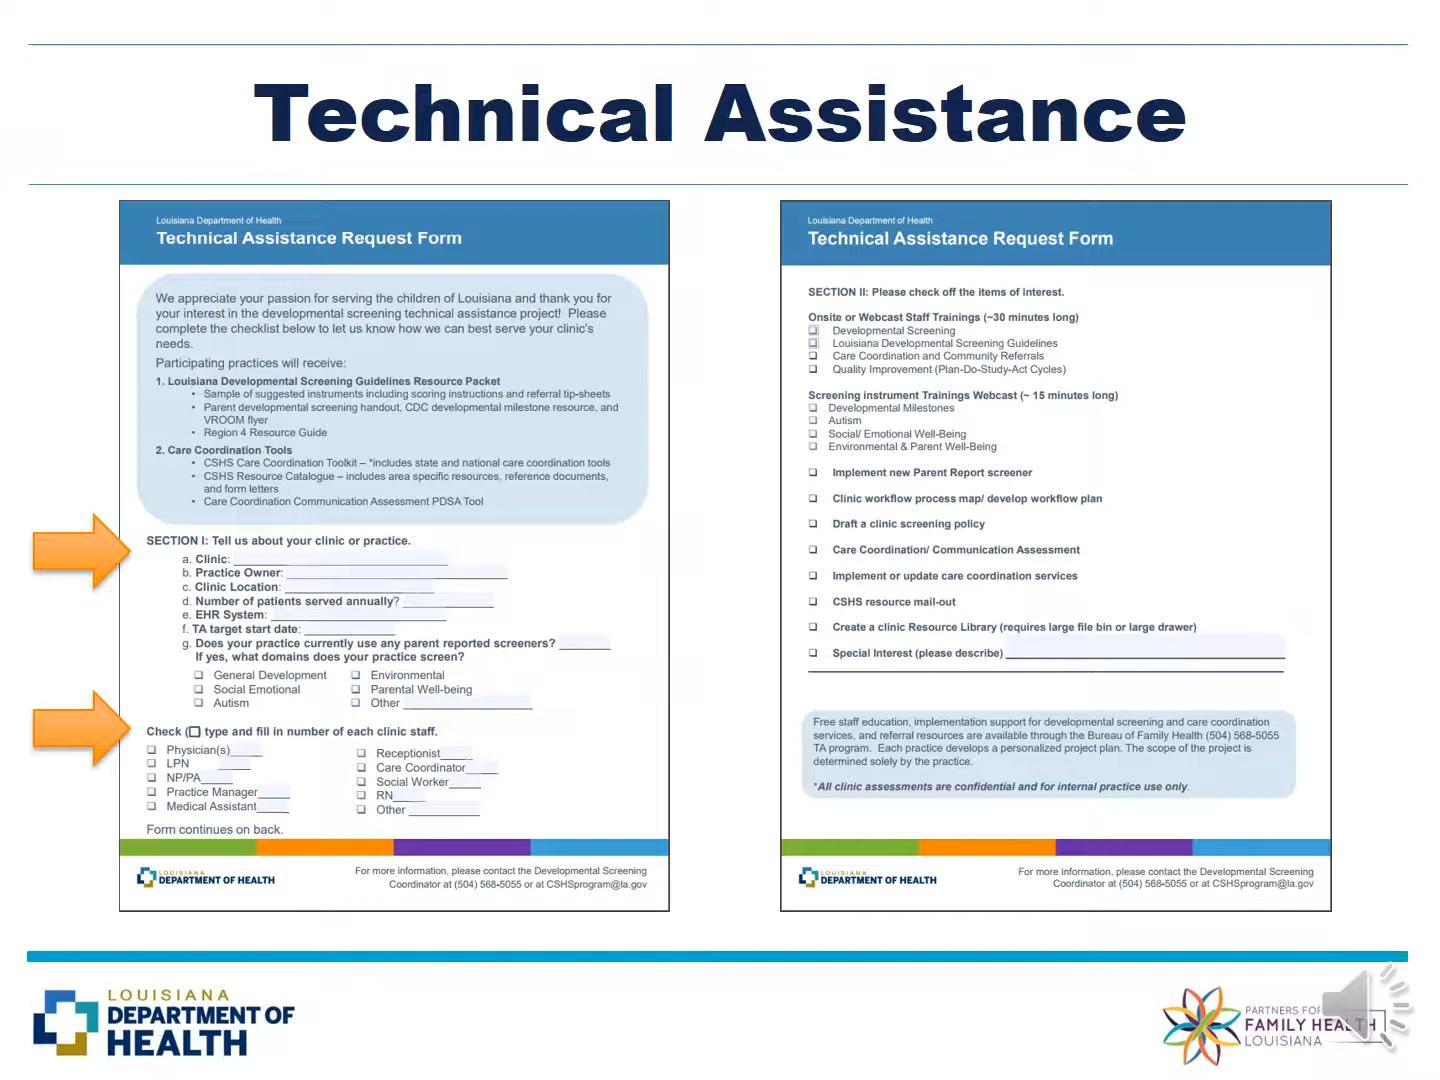 Technical Assistance
Louisiana Department of Health
Technical Assistance Request Form
We appreciate your passion for serving the children of Louisiana and thank you for
your interest in the developmental screening technical assistance project! Please
complete the checklist below to let us know how we can best serve your clinic's
needs.
Participating practices will receive:
1. Louisiana Developmental Screening Guidelines Resource Packet
• Sample of suggested instruments including scoring instructions and referral tip-sheets
• Parent developmental screening handout, CDC developmental milestone resource, and
VROOM flyer
• Region 4 Resource Guide
2. Care Coordination Tools
• CSHS Care Coordination Toolkit – *includes state and national care coordination tools
• CSHS Resource Catalogue – includes area specific resources, reference documents,
and form letters
• Care Coordination Communication Assessment PDSA Tool
SECTION I: Tell us about your clinic or practice.
a. Clinic:
b. Practice Owner:
c. Clinic Location:
d. Number of patients served annually?
e. EHR System:
f. TA target start date:
g. Does your practice currently use any parent reported screeners?
If yes, what domains does your practice screen?
❑ General Development ❑ Environmental
❑ Social Emotional ❑ Parental Well-being
❑ Autism ❑ Other
Check (❑ type and fill in number of each clinic staff.
❑ Physician(s) ❑ Receptionist
❑ LPN ❑ Care Coordinator
❑ NP/PA ❑ Social Worker
❑ Practice Manager ❑ RN
❑ Medical Assistant ❑ Other
Form continues on back.
LOUISIANA
DEPARTMENT OF HEALTH
For more information, please contact the Developmental Screening
Coordinator at (504) 568-5055 or at CSHSprogram@la.gov
Louisiana Department of Health
Technical Assistance Request Form
SECTION II: Please check off the items of interest.
Onsite or Webcast Staff Trainings (~30 minutes long)
❑ Developmental Screening
❑ Louisiana Developmental Screening Guidelines
❑ Care Coordination and Community Referrals
❑ Quality Improvement (Plan-Do-Study-Act Cycles)
Screening instrument Trainings Webcast (~ 15 minutes long)
❑ Developmental Milestones
❑ Autism
❑ Social/ Emotional Well-Being
❑ Environmental & Parent Well-Being
❑ Implement new Parent Report screener
❑ Clinic workflow process map/ develop workflow plan
❑ Draft a clinic screening policy
❑ Care Coordination/ Communication Assessment
❑ Implement or update care coordination services
❑ CSHS resource mail-out
❑ Create a clinic Resource Library (requires large file bin or large drawer)
❑ Special Interest (please describe)
Free staff education, implementation support for developmental screening and care coordination
services, and referral resources are available through the Bureau of Family Health (504) 568-5055
TA program. Each practice develops a personalized project plan. The scope of the project is
determined solely by the practice.
*All clinic assessments are confidential and for internal practice use only.
LOUISIANA
DEPARTMENT OF HEALTH
For more information, please contact the Developmental Screening
Coordinator at (504) 568-5055 or at CSHSprogram@la.gov
LOUISIANA
DEPARTMENT OF
HEALTH
PARTNERS FOR
FAMILY HEALTH
LOUISIANA